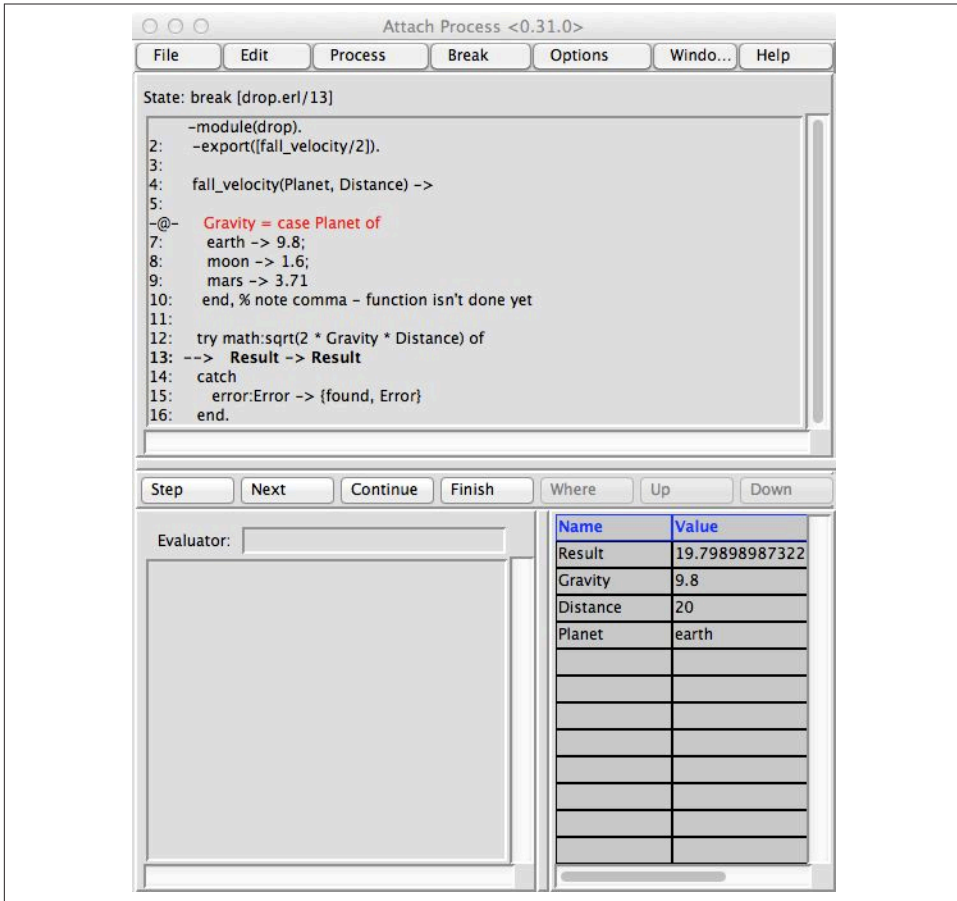 Attach Process <0.31.0>
File Edit Process Break Options Windo... Help
State: break [drop.erl/13]
-module(drop).
2: -export([fall_velocity/2]).
3:
4: fall_velocity(Planet, Distance) ->
5:
-@- Gravity = case Planet of
7: earth -> 9.8;
8: moon -> 1.6;
9: mars -> 3.71
10: end, % note comma - function isn't done yet
11:
12: try math:sqrt(2 * Gravity * Distance) of
13: --> Result -> Result
14: catch
15: error:Error -> {found, Error}
16: end.
Step Next Continue Finish Where Up Down
Evaluator:
Name Value
Result 19.79898987322
Gravity 9.8
Distance 20
Planet earth